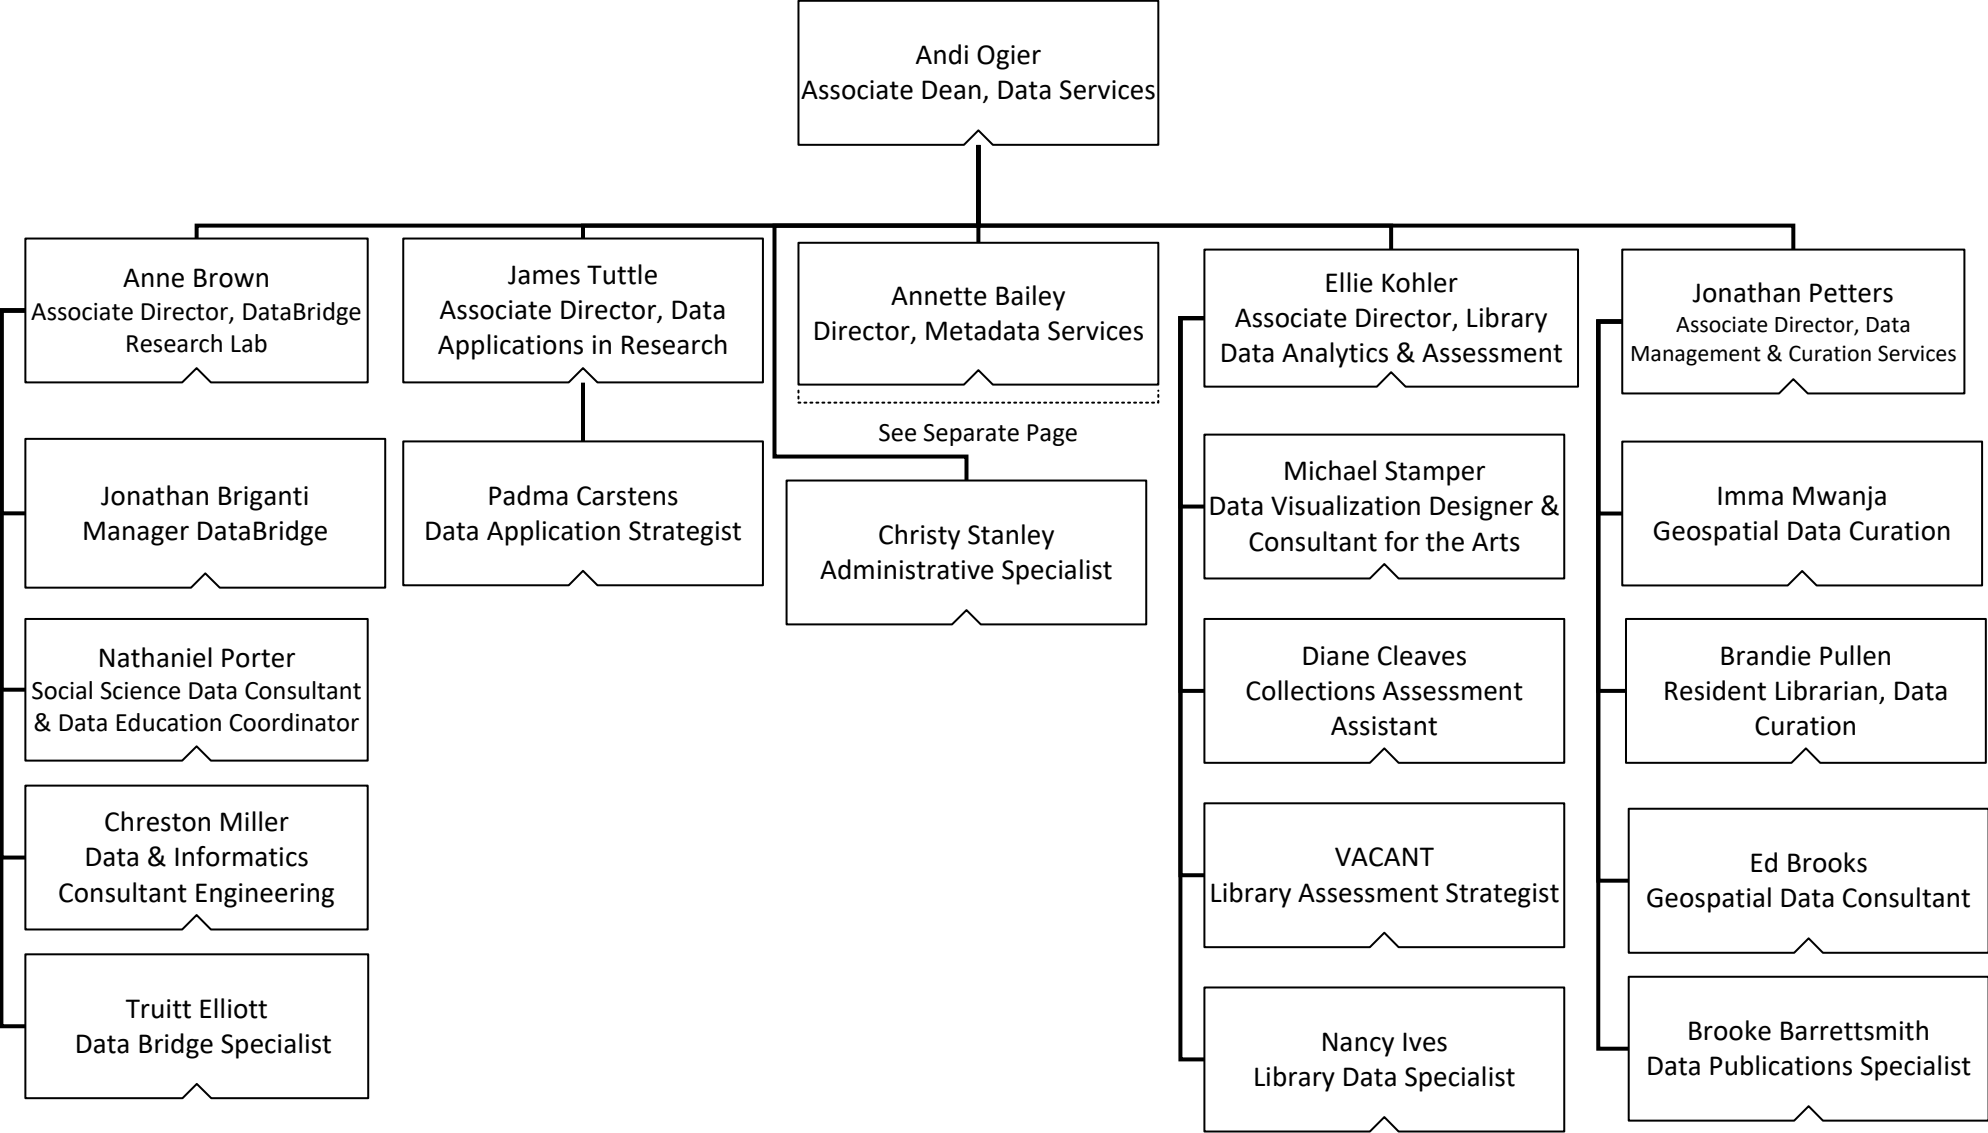 Andi Ogier
Associate Dean, Data Services
Anne Brown
Associate Director, DataBridge
Research Lab
James Tuttle
Associate Director, Data
Applications in Research
Annette Bailey
Director, Metadata Services
See Separate Page
Ellie Kohler
Associate Director, Library
Data Analytics & Assessment
Jonathan Petters
Associate Director, Data
Management & Curation Services
Jonathan Briganti
Manager DataBridge
Padma Carstens
Data Application Strategist
Christy Stanley
Administrative Specialist
Michael Stamper
Data Visualization Designer &
Consultant for the Arts
Imma Mwanja
Geospatial Data Curation
Nathaniel Porter
Social Science Data Consultant
& Data Education Coordinator
Diane Cleaves
Collections Assessment
Assistant
Brandie Pullen
Resident Librarian, Data
Curation
Chreston Miller
Data & Informatics
Consultant Engineering
VACANT
Library Assessment Strategist
Ed Brooks
Geospatial Data Consultant
Truitt Elliott
Data Bridge Specialist
Nancy Ives
Library Data Specialist
Brooke Barrettsmith
Data Publications Specialist